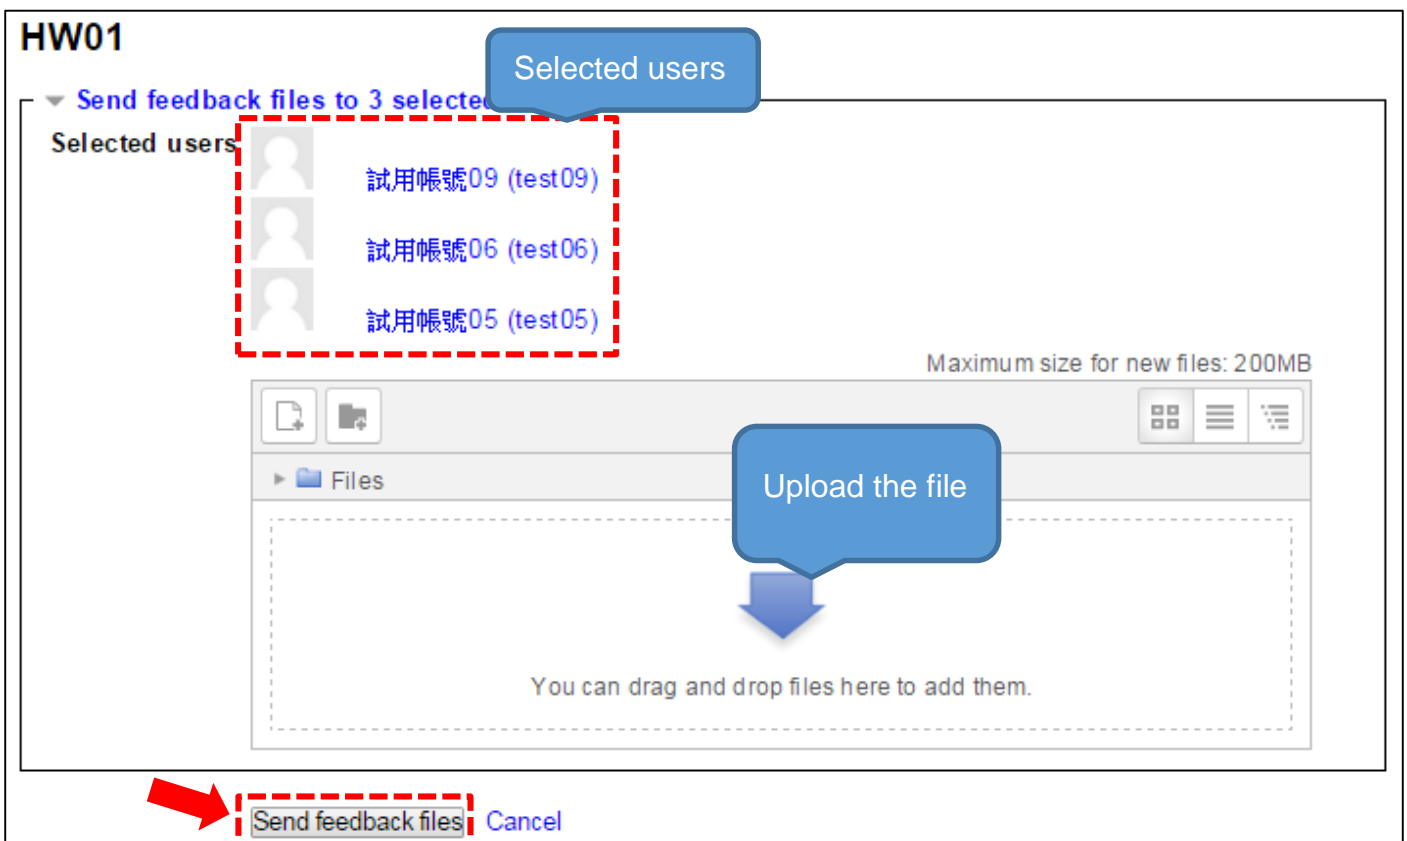 HW01
Selected users
Send feedback files to 3 selected
Selected users
試用帳號09 (test09)
試用帳號06 (test06)
試用帳號05 (test05)
Maximum size for new files: 200MB
Files
Upload the file
You can drag and drop files here to add them.
Send feedback files
Cancel